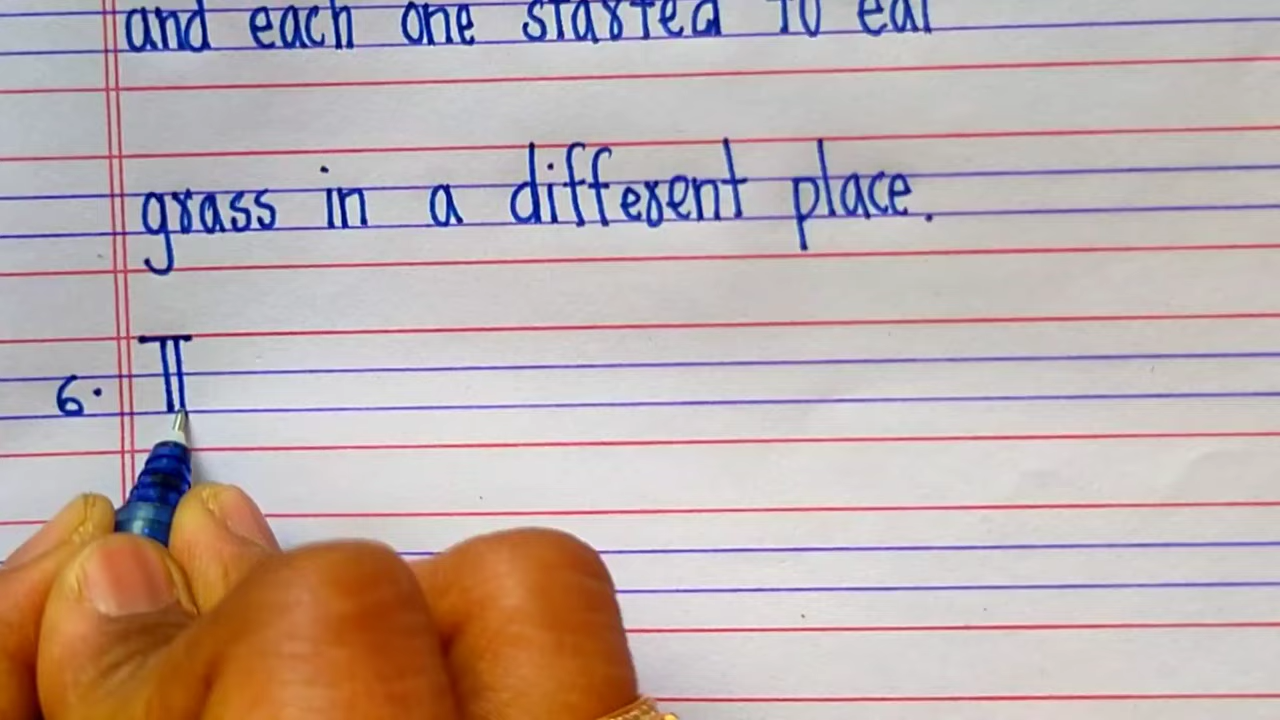 and each one started to eat
grass in a different place.
6. T